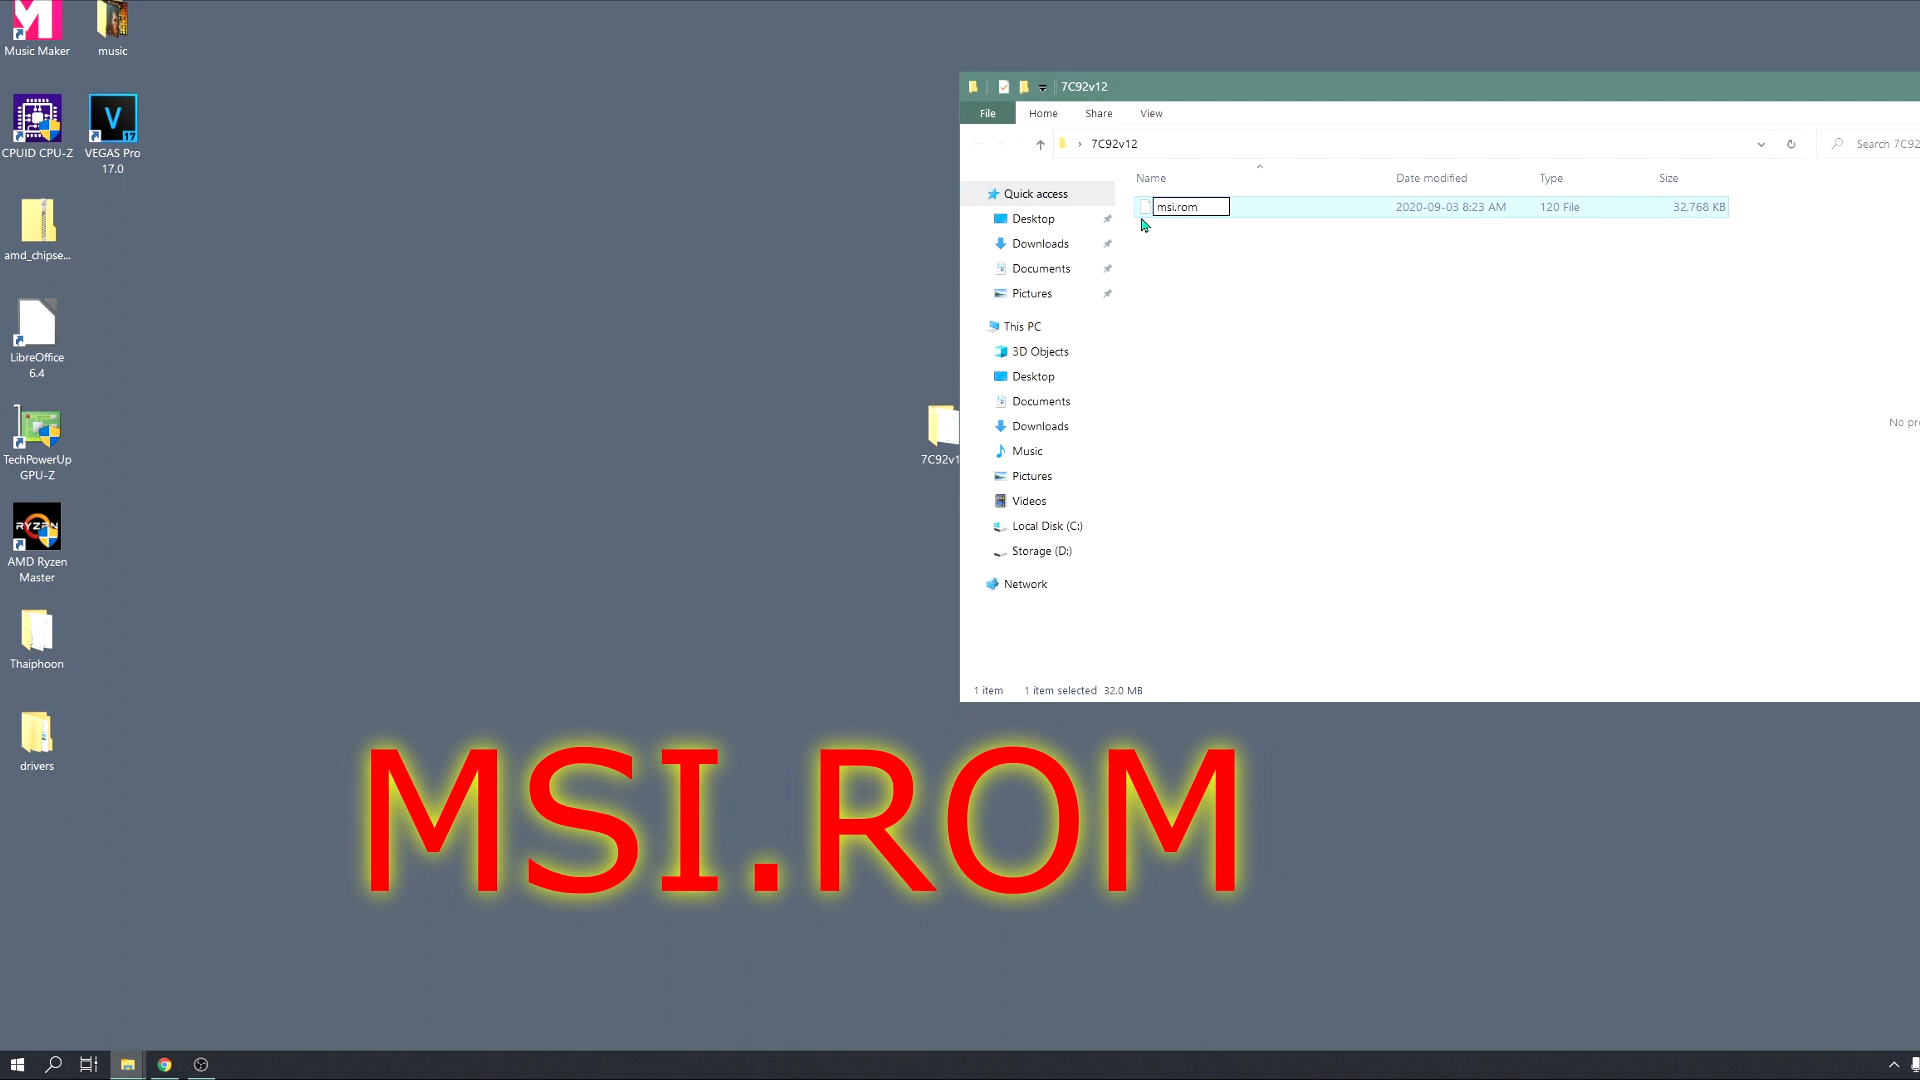 Music Maker
music
CPUID CPU-Z
VEGAS Pro
17.0
V
17
amd_chipse...
LibreOffice
6.4
TechPowerUp
GPU-Z
RYZEN
AMD Ryzen
Master
Thaiphoon
drivers
7C92v1
7C92v12
File
Home
Share
View
7C92v12
Search 7C92
Name
Date modified
Type
Size
msi.rom
2020-09-03 8:23 AM
120 File
32,768 KB
Quick access
Desktop
Downloads
Documents
Pictures
This PC
3D Objects
Desktop
Documents
Downloads
Music
Pictures
Videos
Local Disk (C:)
Storage (D:)
Network
No pr
1 item
1 item selected
32.0 MB
MSI.ROM